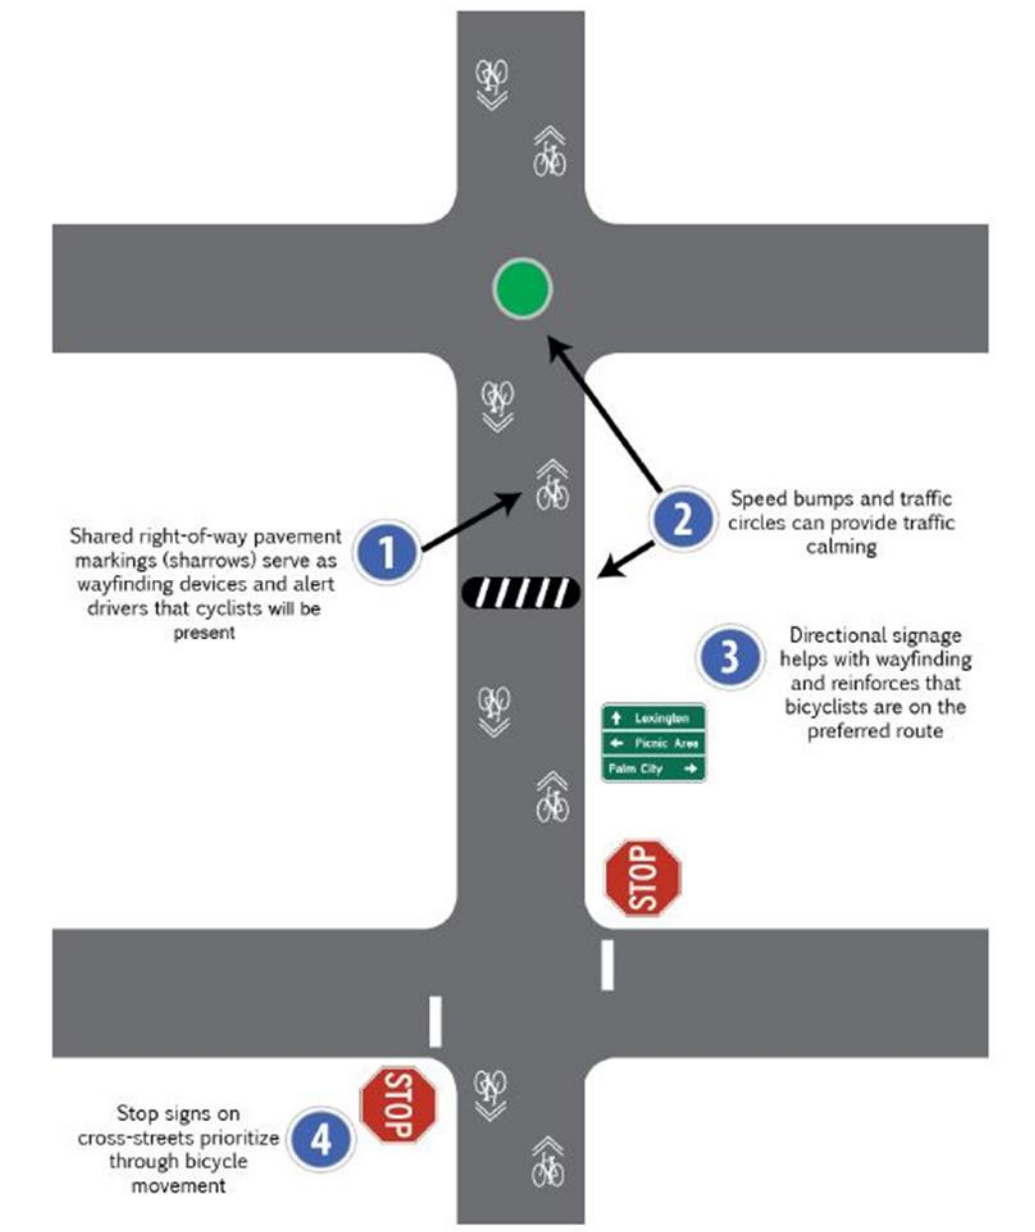 1
Shared right-of-way pavement
markings (sharrows) serve as
wayfinding devices and alert
drivers that cyclists will be
present
2
Speed bumps and traffic
circles can provide traffic
calming
3
Directional signage
helps with wayfinding
and reinforces that
bicyclists are on the
preferred route
Lexington
Picnic Area
Palm City
STOP
STOP
4
Stop signs on
cross-streets prioritize
through bicycle
movement